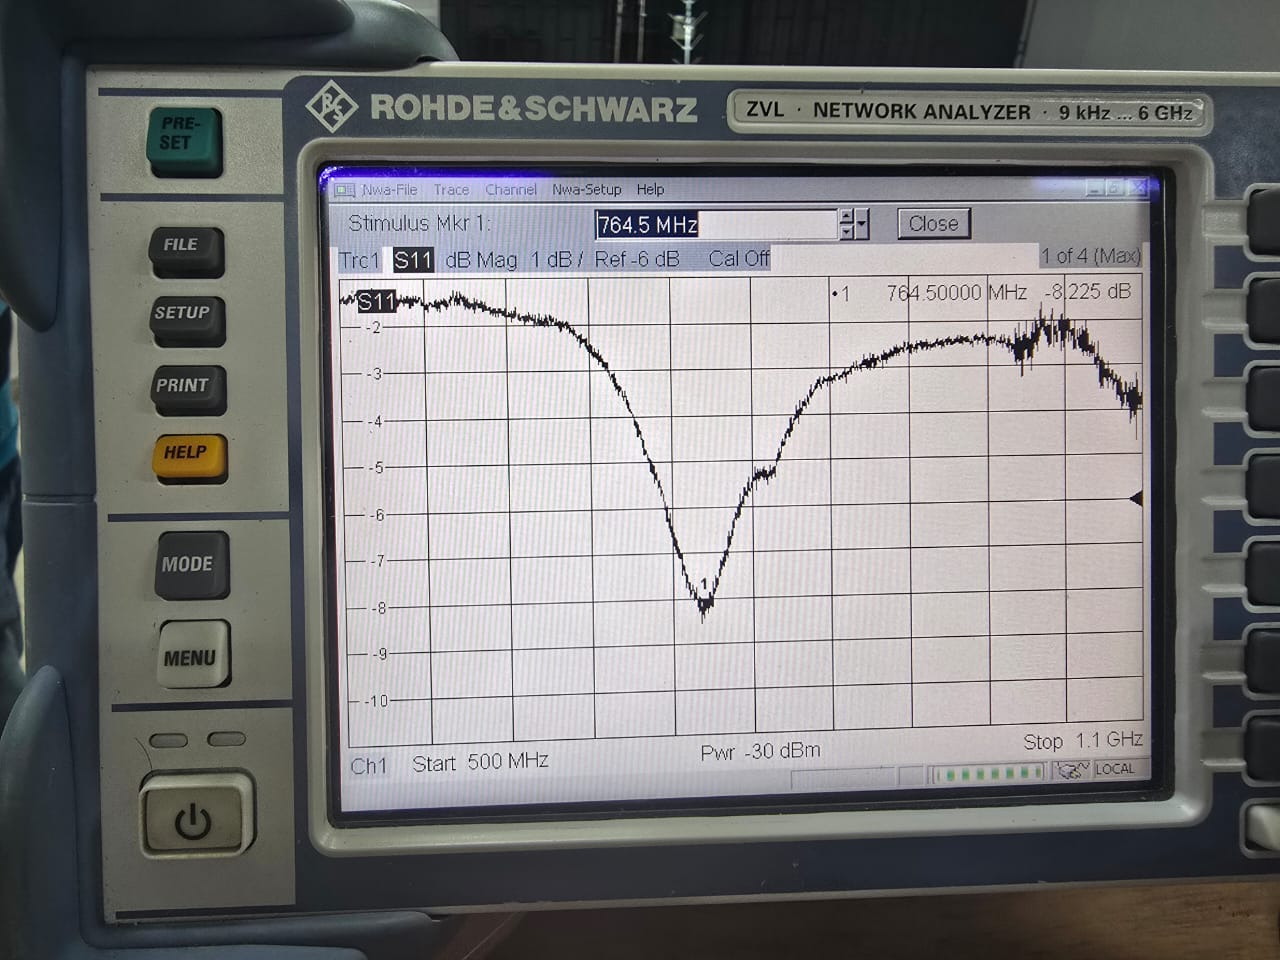 ROHDE&SCHWARZ
ZVL · NETWORK ANALYZER · 9 kHz ... 6 GHz
PRE-
SET
FILE
SETUP
PRINT
HELP
MODE
MENU
Nwa-File Trace Channel Nwa-Setup Help
Stimulus Mkr 1: 764.5 MHz Close
Trc1 S11 dB Mag 1 dB / Ref -6 dB Cal Off 1 of 4 (Max)
S11
•1 764.50000 MHz -8.225 dB
-2
-3
-4
-5
-6
-7
1
-8
-9
-10
Ch1 Start 500 MHz Pwr -30 dBm Stop 1.1 GHz
LOCAL